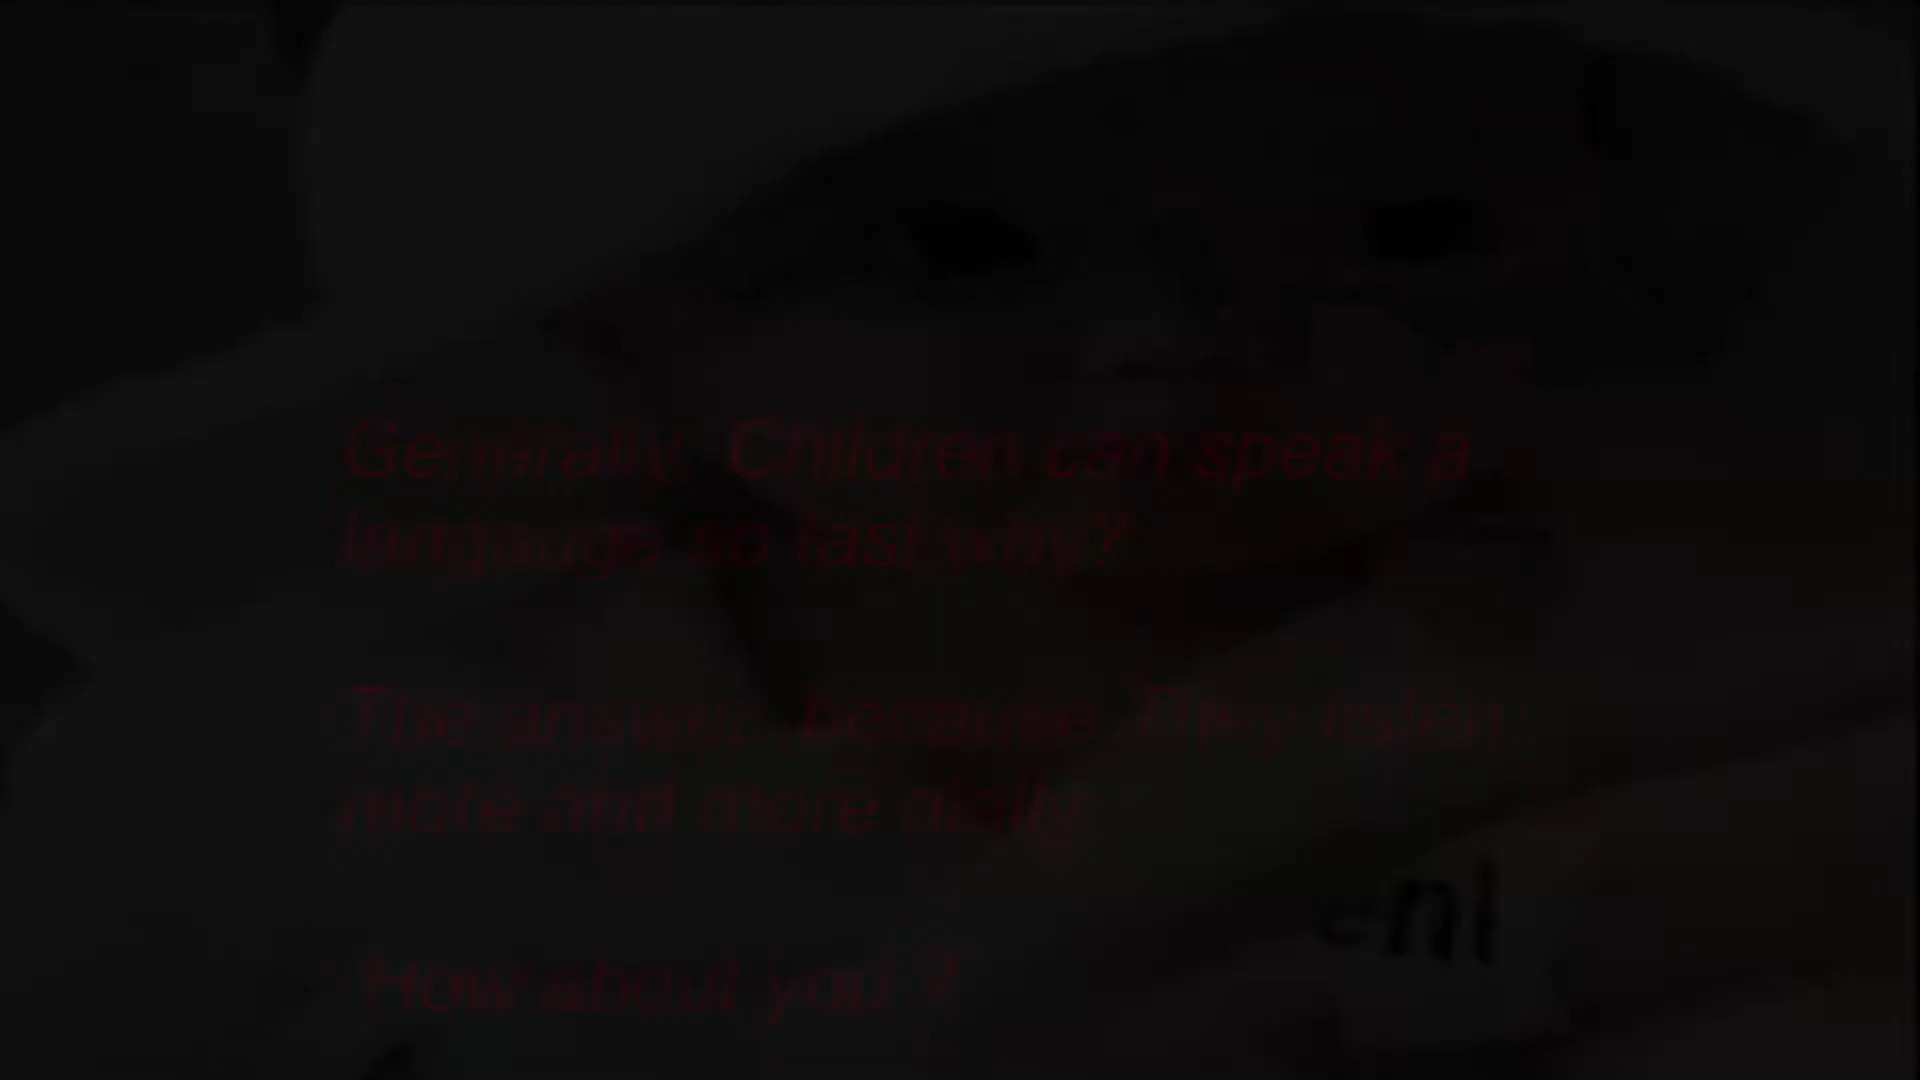 Generally, Children can speak a
language so fast why?
The answer, because They listen
more and more dially
How about you ?